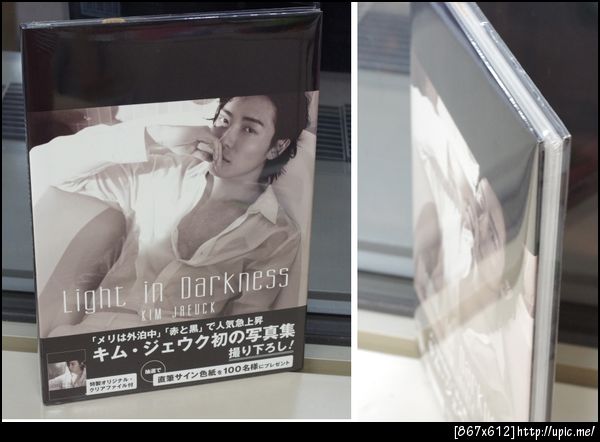 Light in Darkness
KIM JAEUCK
「メリは外泊中」「赤と黒」で人気急上昇
キム・ジェウク初の写真集
撮り下ろし!
特製オリジナル・
クリアファイル付
抽選で
直筆サイン色紙を100名様にプレゼント
[867x612]http://upic.me/